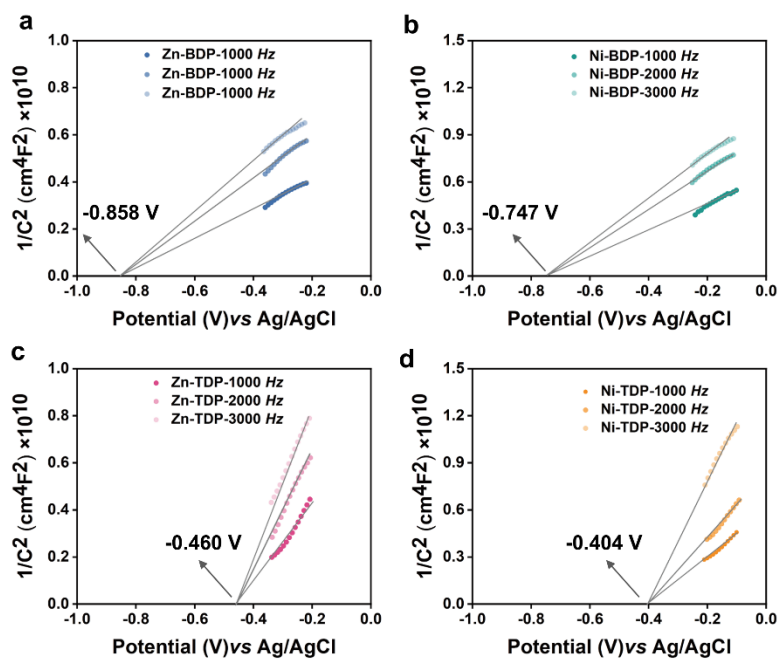 a
Zn-BDP-1000 Hz
Zn-BDP-1000 Hz
Zn-BDP-1000 Hz
1/C² (cm⁴F²) ×10¹⁰
1.0
0.8
0.6
0.4
0.2
0.0
-0.858 V
-1.0 -0.8 -0.6 -0.4 -0.2 0.0
Potential (V)vs Ag/AgCl
b
Ni-BDP-1000 Hz
Ni-BDP-2000 Hz
Ni-BDP-3000 Hz
1/C² (cm⁴F²) ×10¹⁰
1.5
1.2
0.9
0.6
0.3
0.0
-0.747 V
-1.0 -0.8 -0.6 -0.4 -0.2 0.0
Potential (V)vs Ag/AgCl
c
Zn-TDP-1000 Hz
Zn-TDP-2000 Hz
Zn-TDP-3000 Hz
1/C² (cm⁴F²) ×10¹⁰
1.0
0.8
0.6
0.4
0.2
0.0
-0.460 V
-1.0 -0.8 -0.6 -0.4 -0.2 0.0
Potential (V)vs Ag/AgCl
d
Ni-TDP-1000 Hz
Ni-TDP-2000 Hz
Ni-TDP-3000 Hz
1/C² (cm⁴F²) ×10¹⁰
1.5
1.2
0.9
0.6
0.3
0.0
-0.404 V
-1.0 -0.8 -0.6 -0.4 -0.2 0.0
Potential (V)vs Ag/AgCl